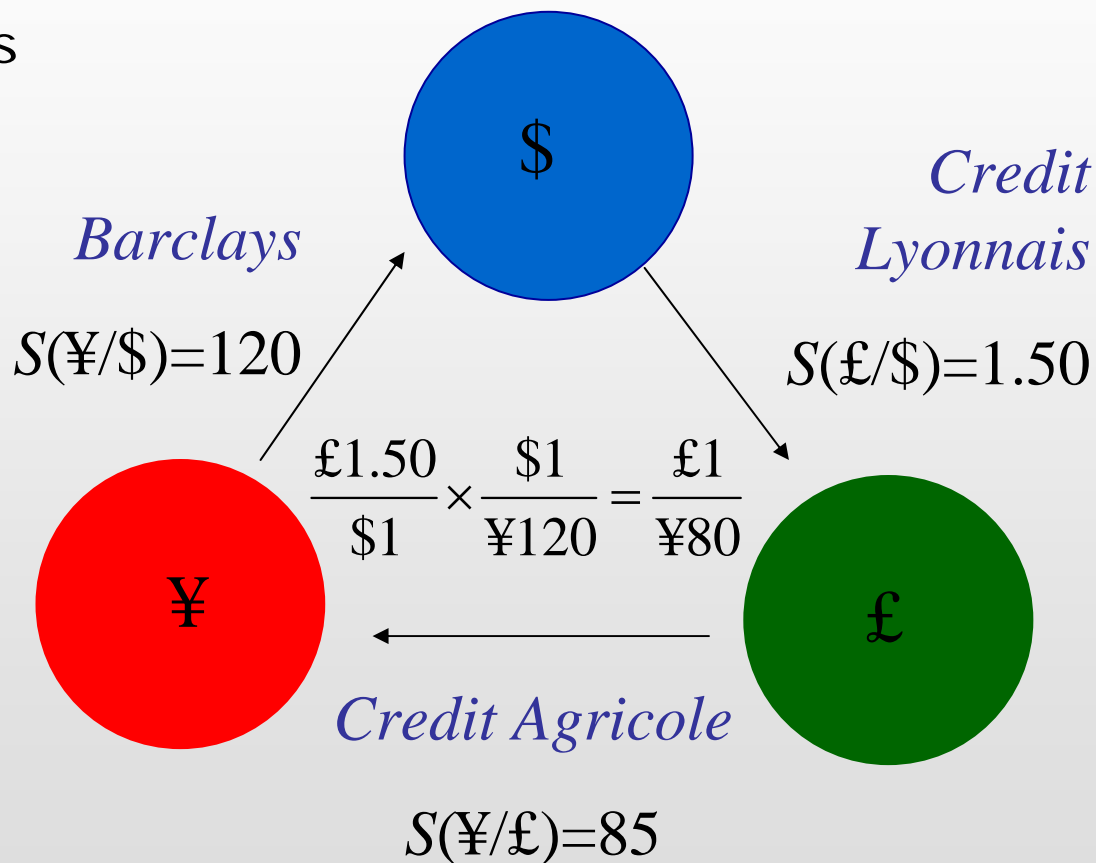 s
$
Credit
Lyonnais
Barclays
S(¥/$)=120
S(£/$)=1.50
£1.50/$1 × $1/¥120 = £1/¥80
¥
£
Credit Agricole
S(¥/£)=85